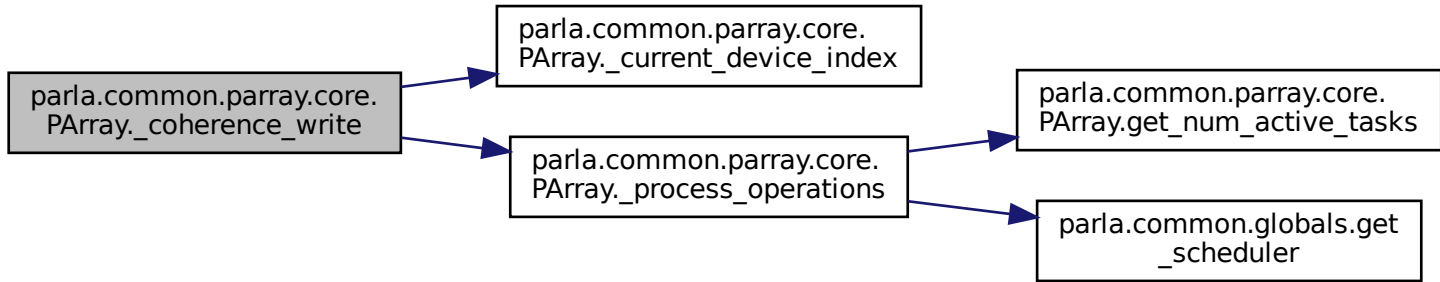 parla.common.parray.core.
PArray._coherence_write
parla.common.parray.core.
PArray._current_device_index
parla.common.parray.core.
PArray._process_operations
parla.common.parray.core.
PArray.get_num_active_tasks
parla.common.globals.get
_scheduler